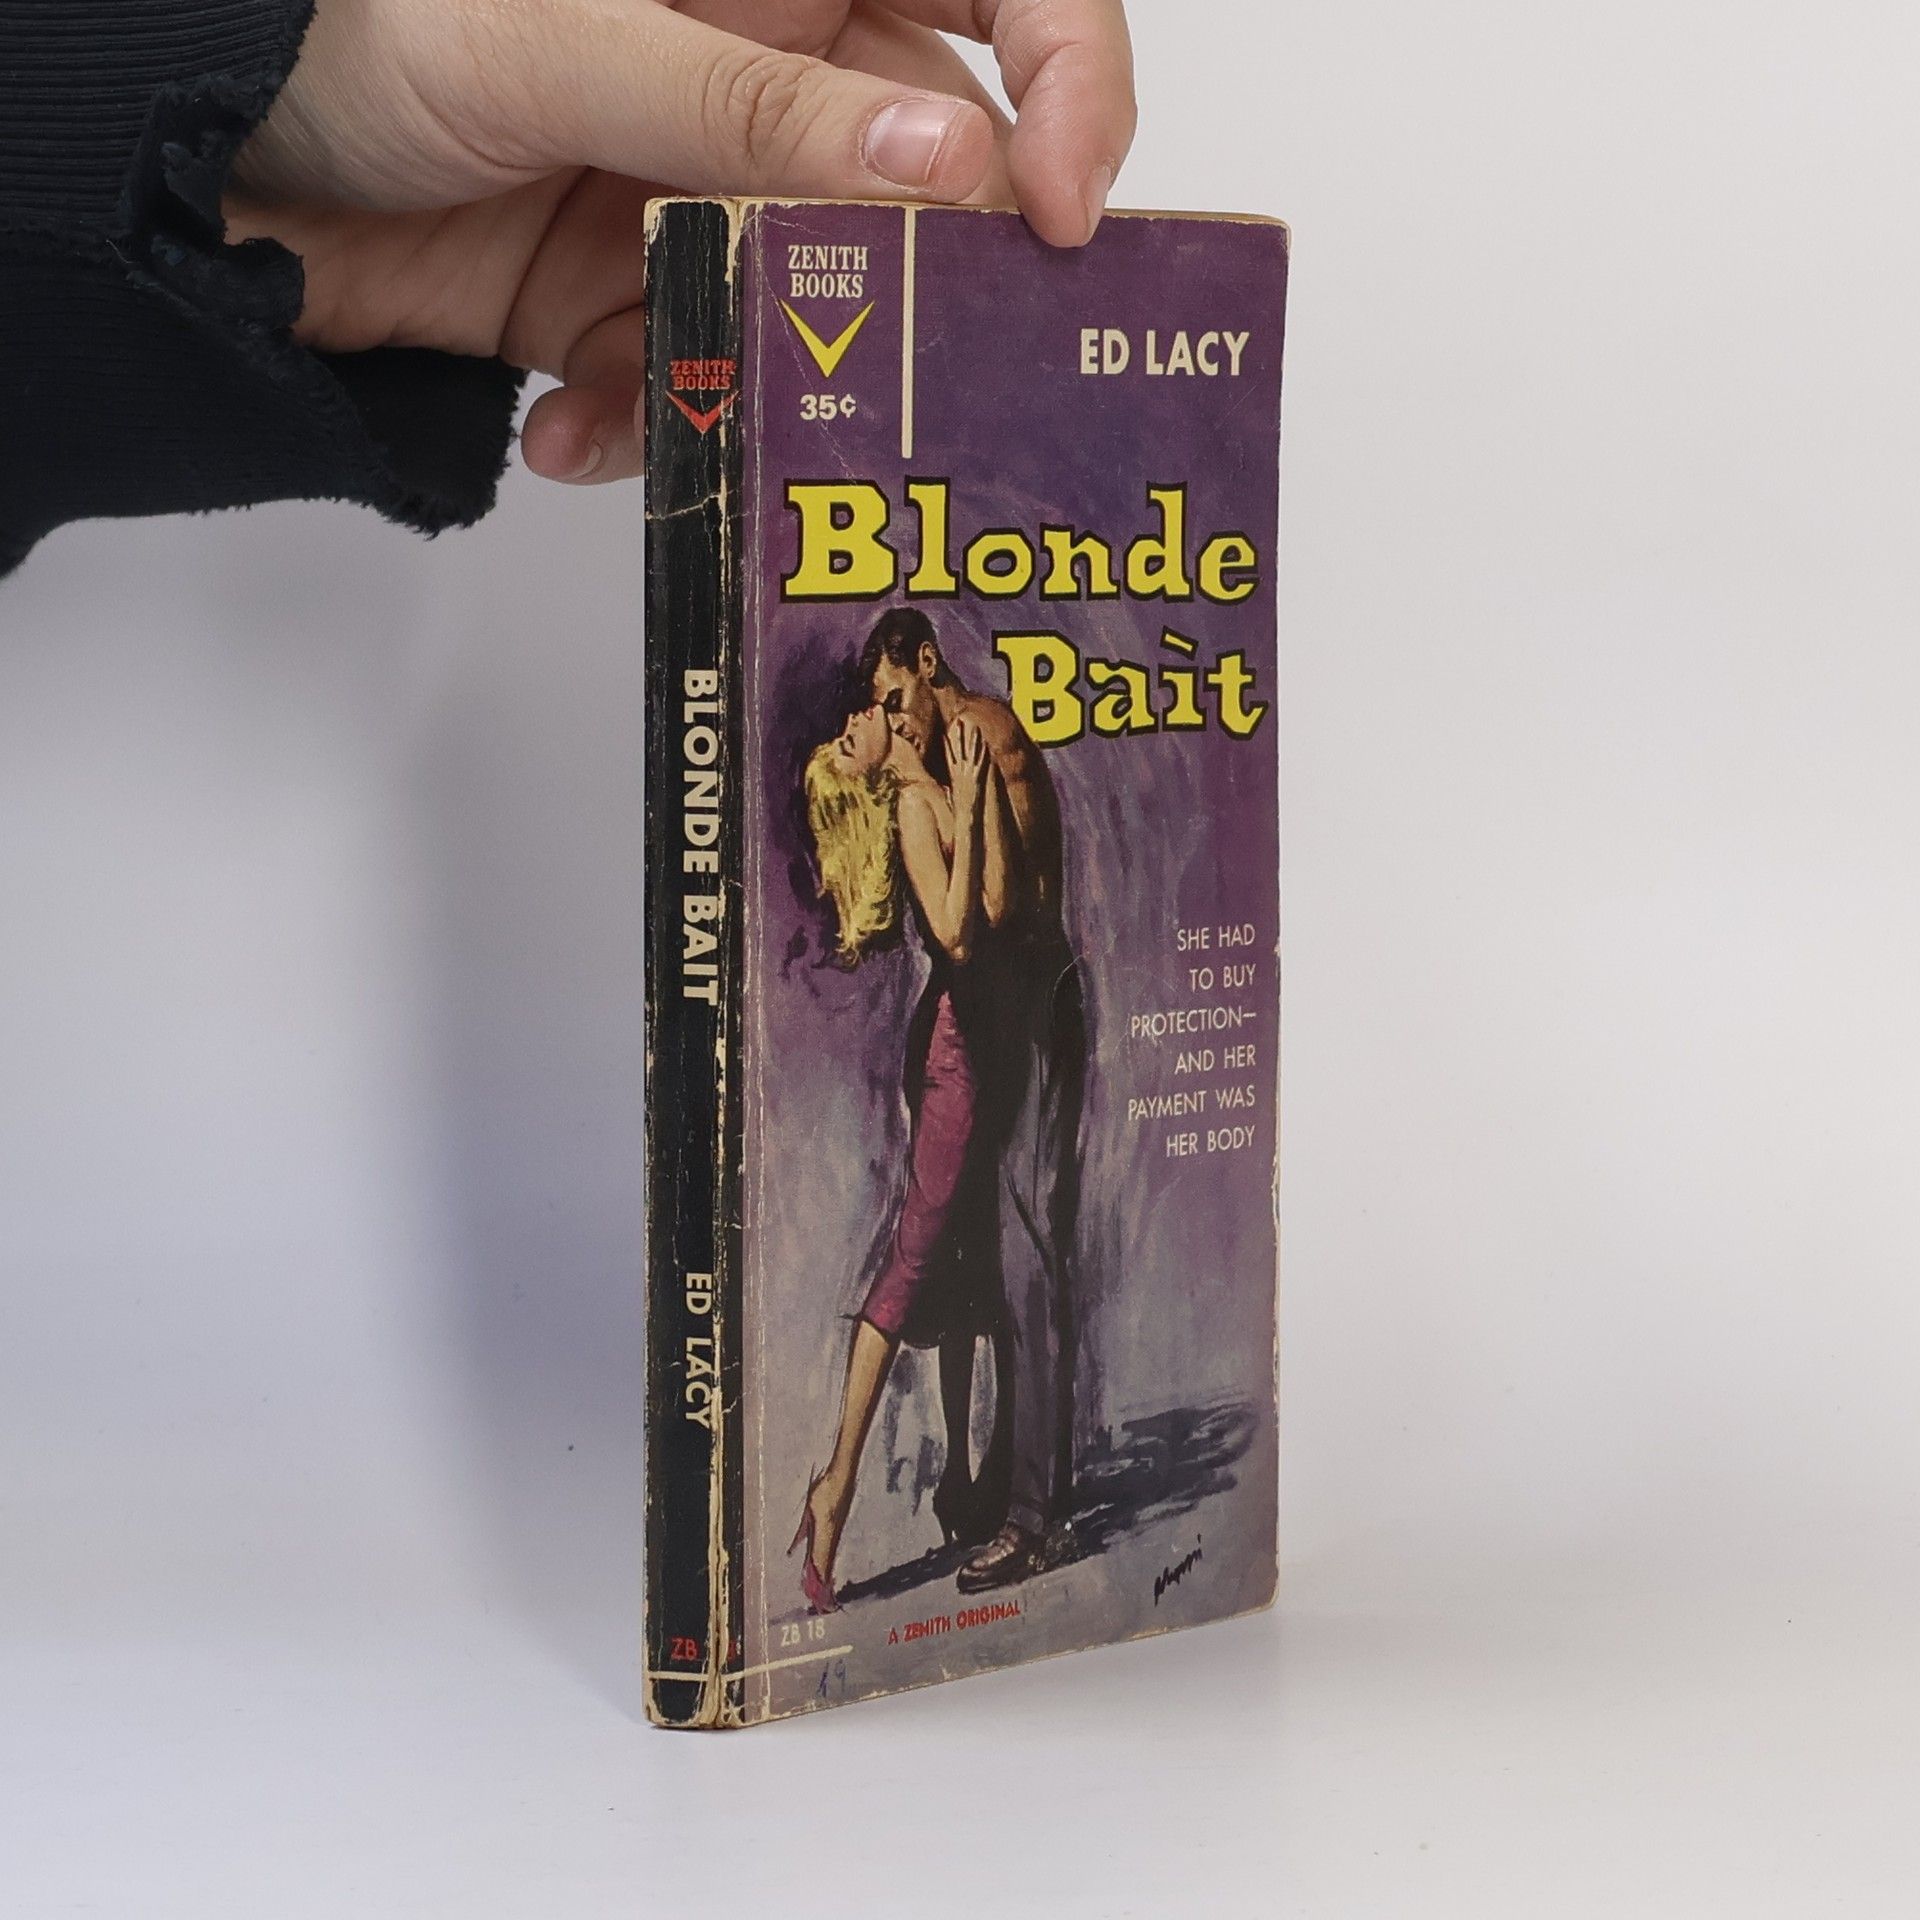 ZENITH
BOOKS
BLONDE BAIT
ED LACY
ZB
ZENITH
BOOKS
35¢
ED LACY
Blonde
Bait
SHE HAD
TO BUY
PROTECTION—
AND HER
PAYMENT WAS
HER BODY
ZB 18
A ZENITH ORIGINAL